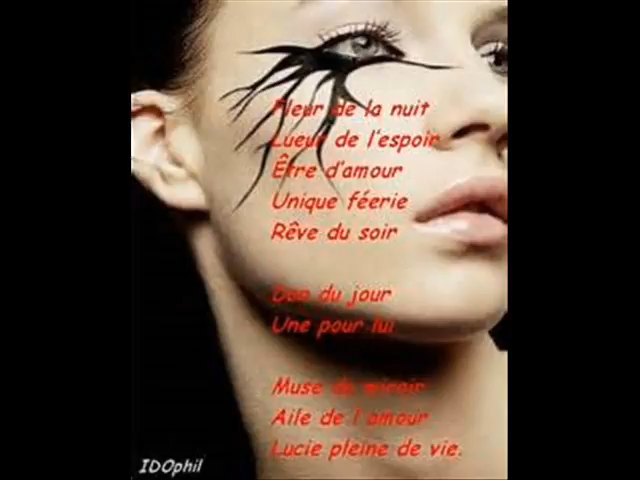 Fleur de la nuit
Lueur de l'espoir
Être d'amour
Unique féerie
Rêve du soir
Don du jour
Une pour lui
Muse du miroir
Aile de l'amour
Lucie pleine de vie.
IDOphil